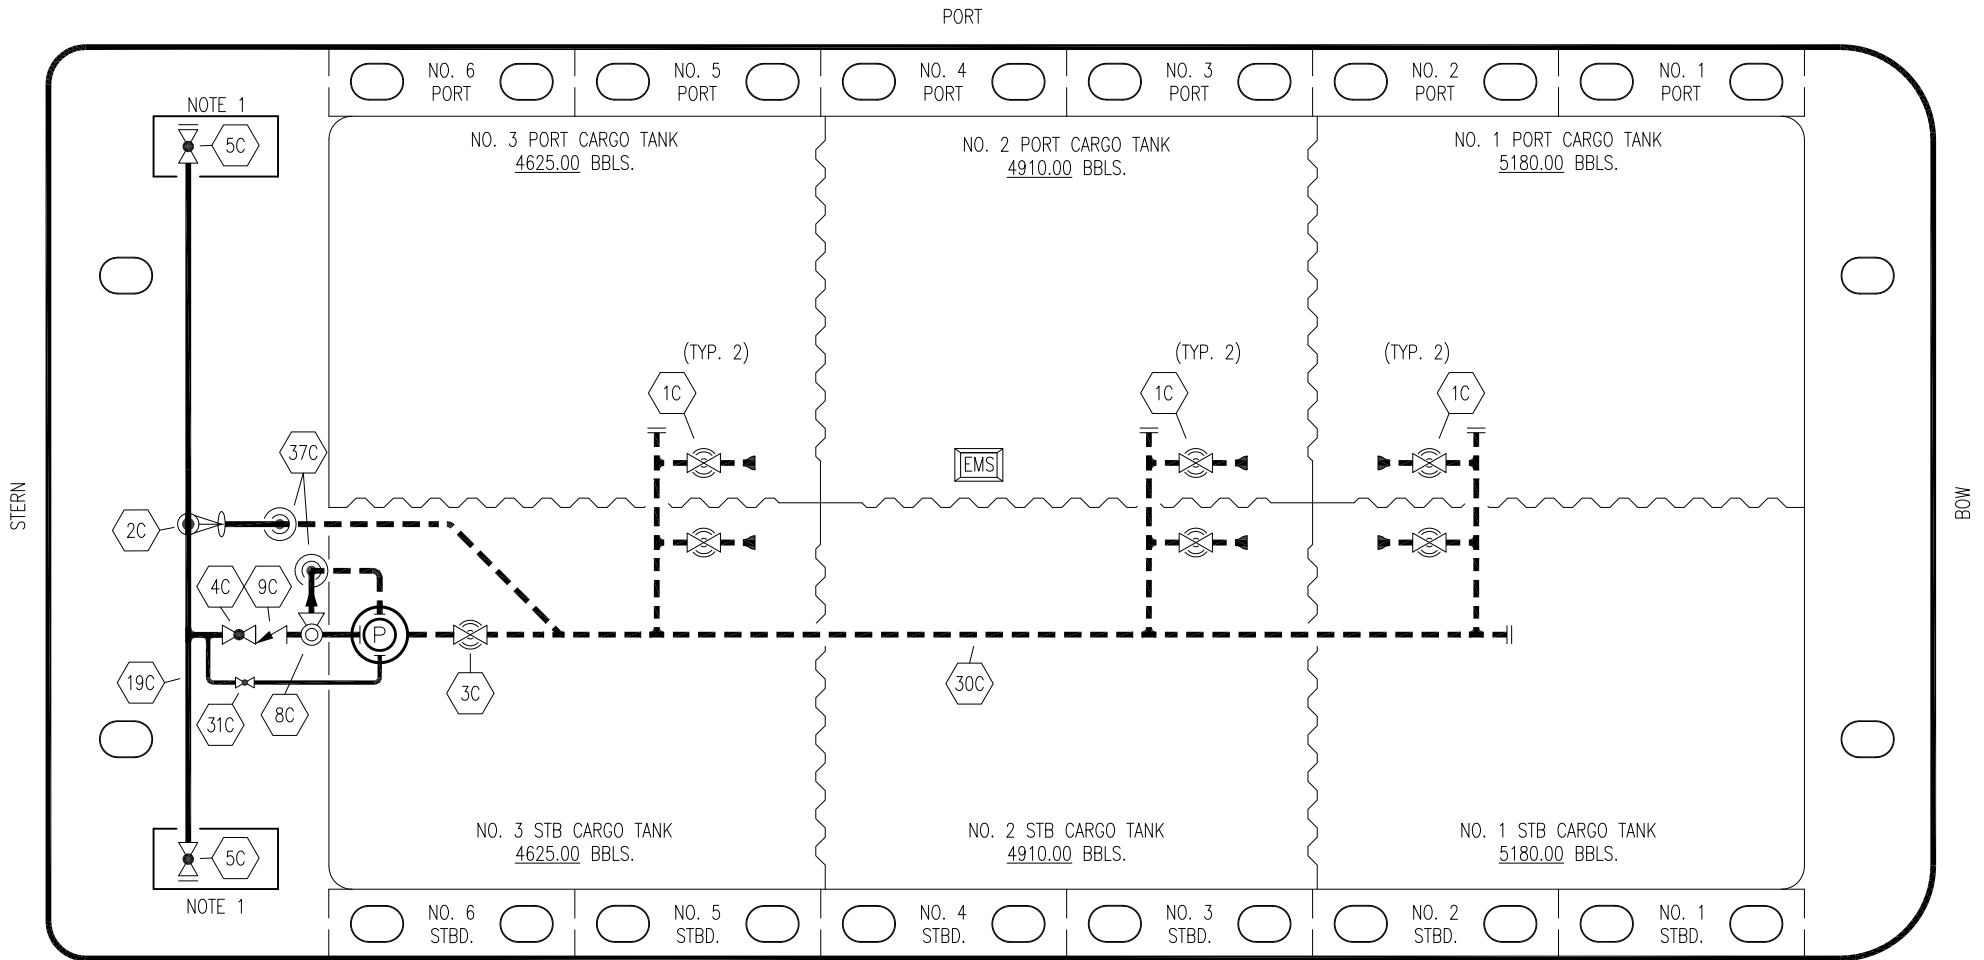 PORT
NO. 6
PORT
NO. 5
PORT
NO. 4
PORT
NO. 3
PORT
NO. 2
PORT
NO. 1
PORT
NOTE 1
5C
NO. 3 PORT CARGO TANK
4625.00 BBLS.
NO. 2 PORT CARGO TANK
4910.00 BBLS.
NO. 1 PORT CARGO TANK
5180.00 BBLS.
(TYP. 2)
(TYP. 2)
(TYP. 2)
1C
1C
1C
37C
EMS
STERN
BOW
2C
4C
9C
P
19C
31C
8C
3C
30C
NO. 3 STB CARGO TANK
4625.00 BBLS.
NO. 2 STB CARGO TANK
4910.00 BBLS.
NO. 1 STB CARGO TANK
5180.00 BBLS.
5C
NOTE 1
NO. 6
STBD.
NO. 5
STBD.
NO. 4
STBD.
NO. 3
STBD.
NO. 2
STBD.
NO. 1
STBD.